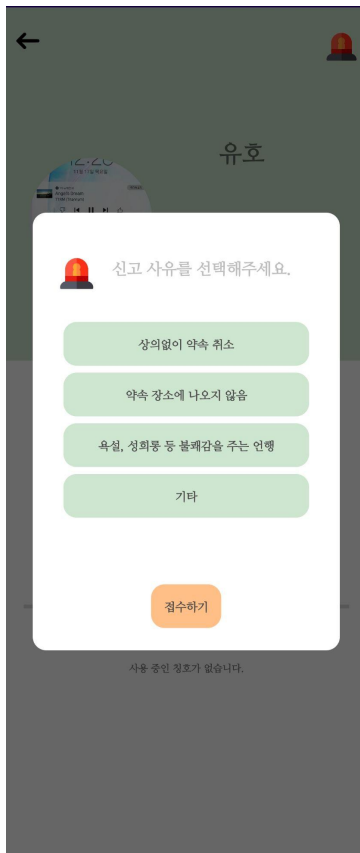 유호
12:20
신고 사유를 선택해주세요.
상의없이 약속 취소
약속 장소에 나오지 않음
욕설, 성희롱 등 불쾌감을 주는 언행
기타
접수하기
사용 중인 칭호가 없습니다.